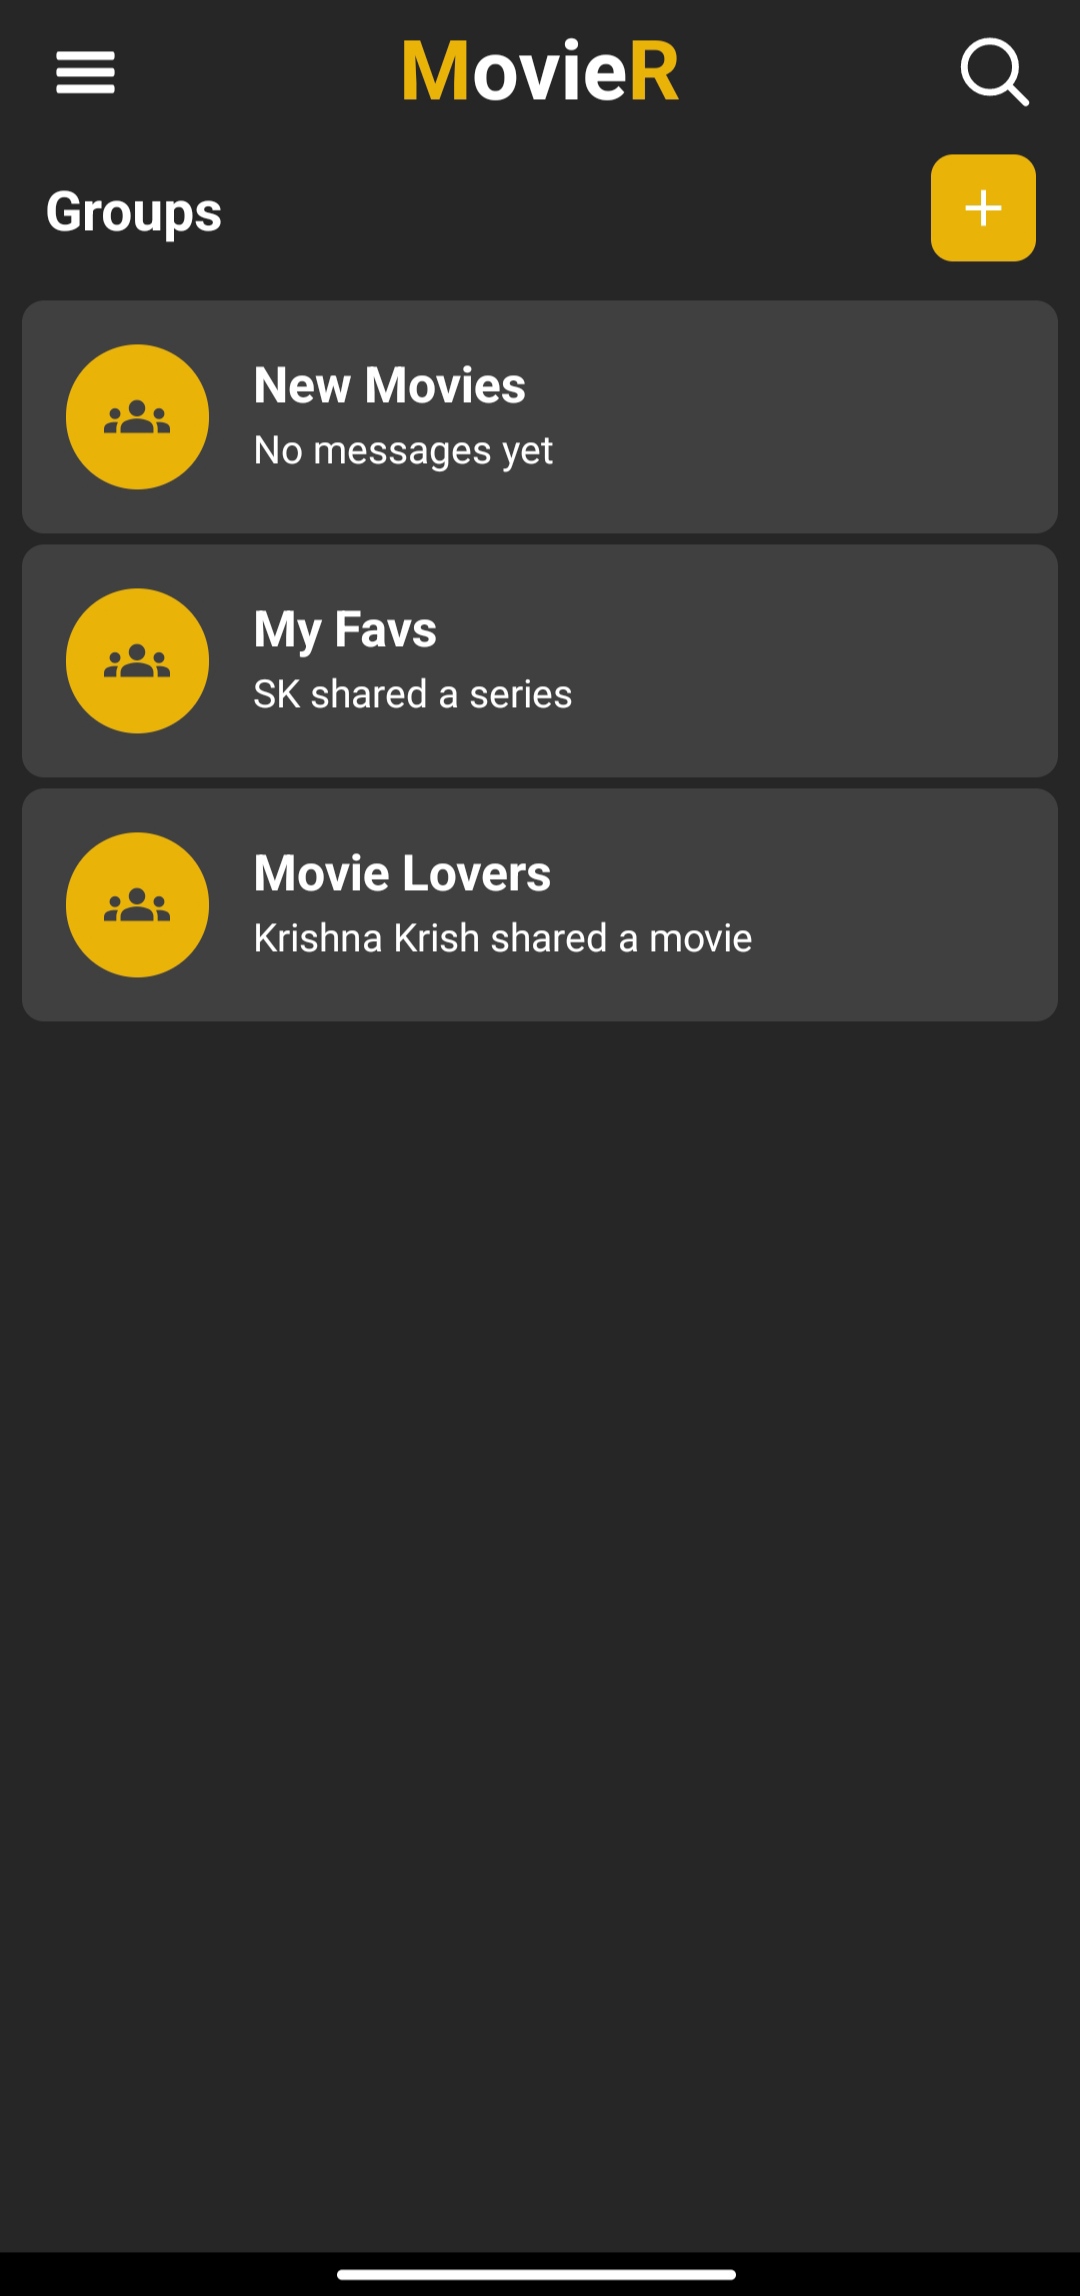 MovieR
Groups
New Movies
No messages yet
My Favs
SK shared a series
Movie Lovers
Krishna Krish shared a movie